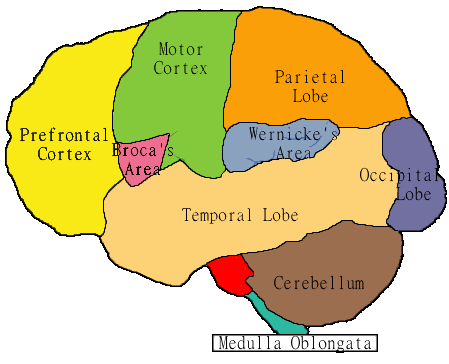 Motor
Cortex
Parietal
Lobe
Prefrontal
Cortex
Broca's
Area
Wernicke's
Area
Occipital
Lobe
Temporal Lobe
Cerebellum
Medulla Oblongata